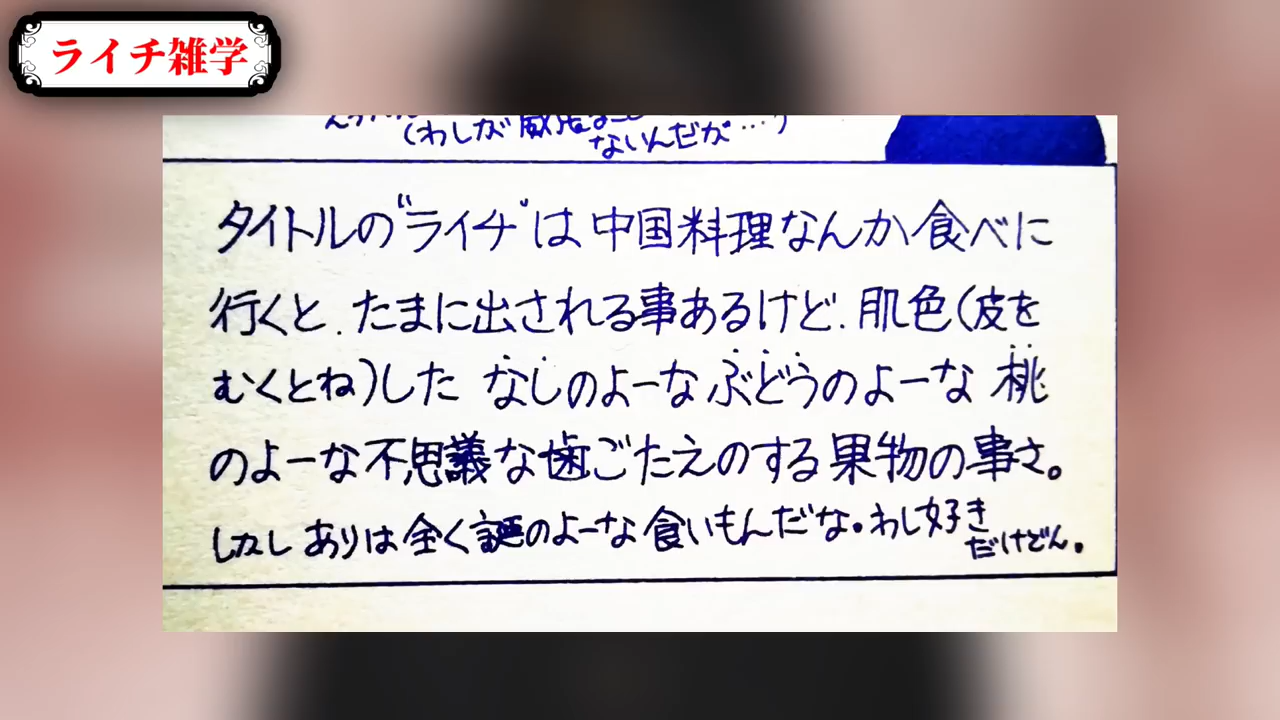 ライチ雑学
(わしが
ないんだが…)
タイトルの“ライチ”は中国料理なんか食べに
行くと、たまに出される事あるけど、肌色(皮を
むくとね)した なしのよーなぶどうのよーな 桃
のよーな不思議な歯ごたえのする果物の事さ。
しかし ありは全く謎のよーな食いもんだな。わし好き
だけどん。